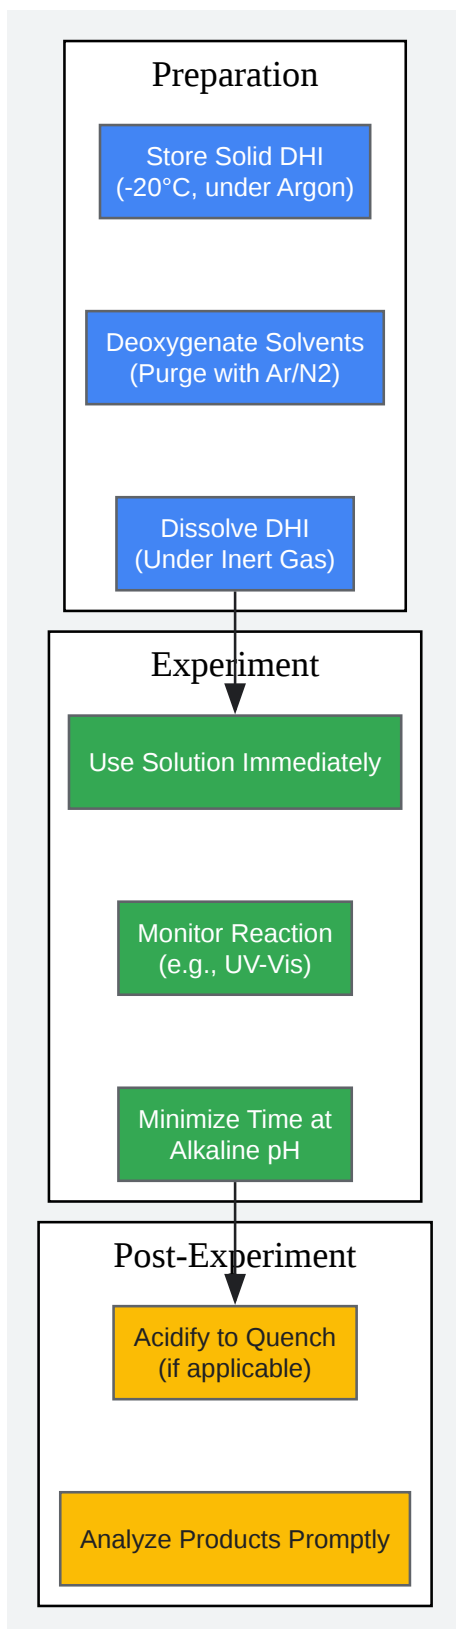 Preparation
Store Solid DHI
(-20°C, under Argon)
Deoxygenate Solvents
(Purge with Ar/N2)
Dissolve DHI
(Under Inert Gas)
Experiment
Use Solution Immediately
Monitor Reaction
(e.g., UV-Vis)
Minimize Time at
Alkaline pH
Post-Experiment
Acidify to Quench
(if applicable)
Analyze Products Promptly